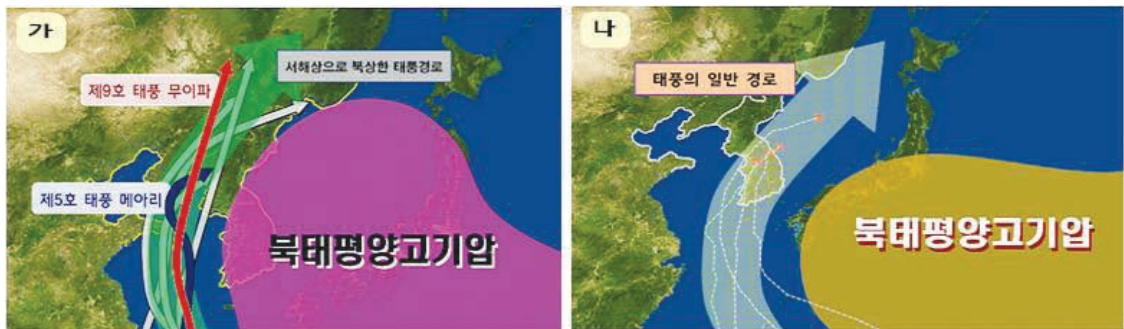 가
서해상으로 북상한 태풍경로
제9호 태풍 무이파
제5호 태풍 메아리
북태평양고기압
나
태풍의 일반 경로
북태평양고기압